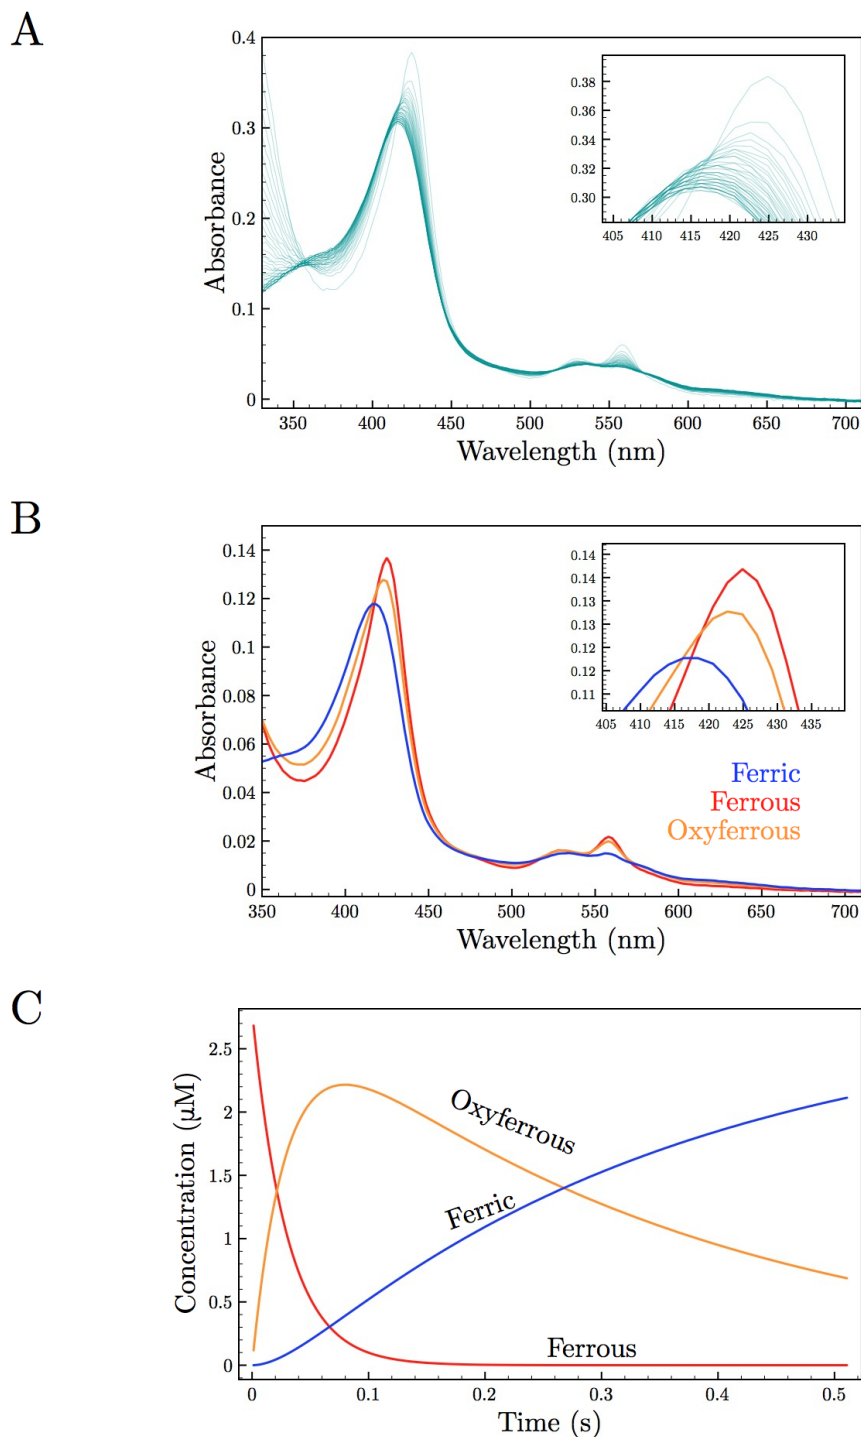 A
0.4
0.3
0.2
0.1
0
Absorbance
350 400 450 500 550 600 650 700
Wavelength (nm)
0.38
0.36
0.34
0.32
0.30
405 410 415 420 425 430
B
0.14
0.12
0.10
0.08
0.06
0.04
0.02
0
Absorbance
350 400 450 500 550 600 650 700
Wavelength (nm)
0.14
0.14
0.13
0.12
0.12
0.11
405 410 415 420 425 430 435
Ferric
Ferrous
Oxyferrous
C
2.5
2
1.5
1
0.5
0
Concentration (µM)
Oxyferrous
Ferric
Ferrous
0 0.1 0.2 0.3 0.4 0.5
Time (s)